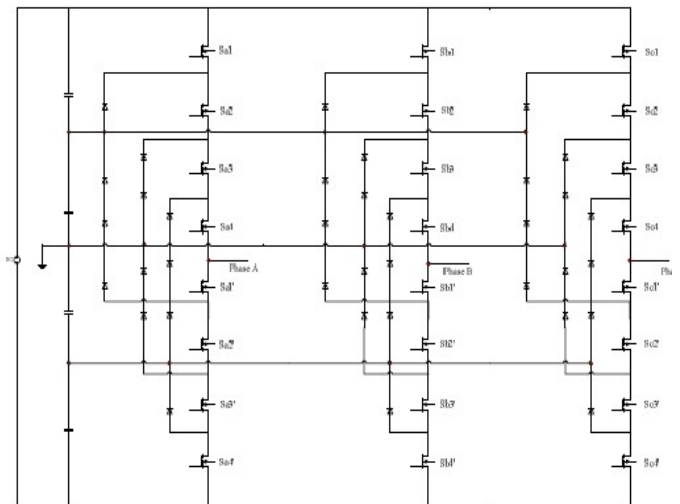 Sa1
Sb1
Sc1
Sa2
Sb2
Sc2
Sa3
Sb3
Sc3
Sa4
Sb4
Sc4
Phase A
Phase B
Pha
Sa1'
Sb1'
Sc1'
Sa2'
Sb2'
Sc2'
Sa3'
Sb3'
Sc3'
Sa4'
Sb4'
Sc4'